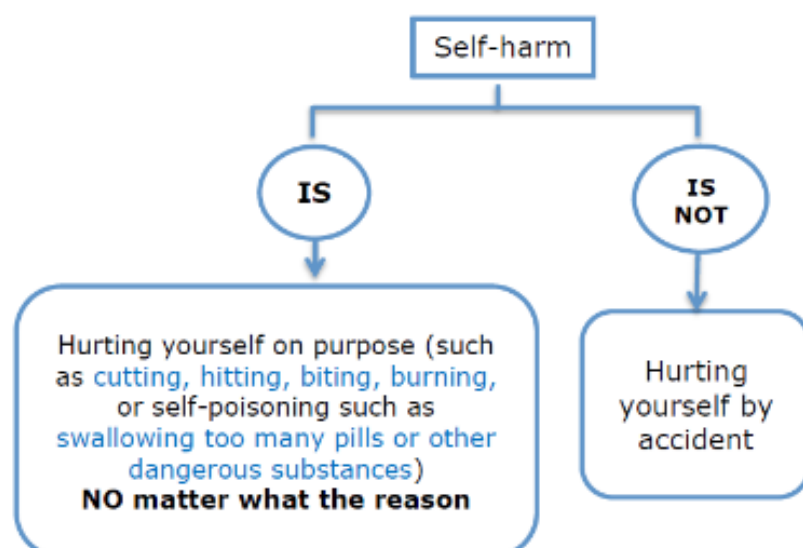 Self-harm
IS
IS
NOT
Hurting yourself on purpose (such
as cutting, hitting, biting, burning,
or self-poisoning such as
swallowing too many pills or other
dangerous substances)
NO matter what the reason
Hurting
yourself by
accident